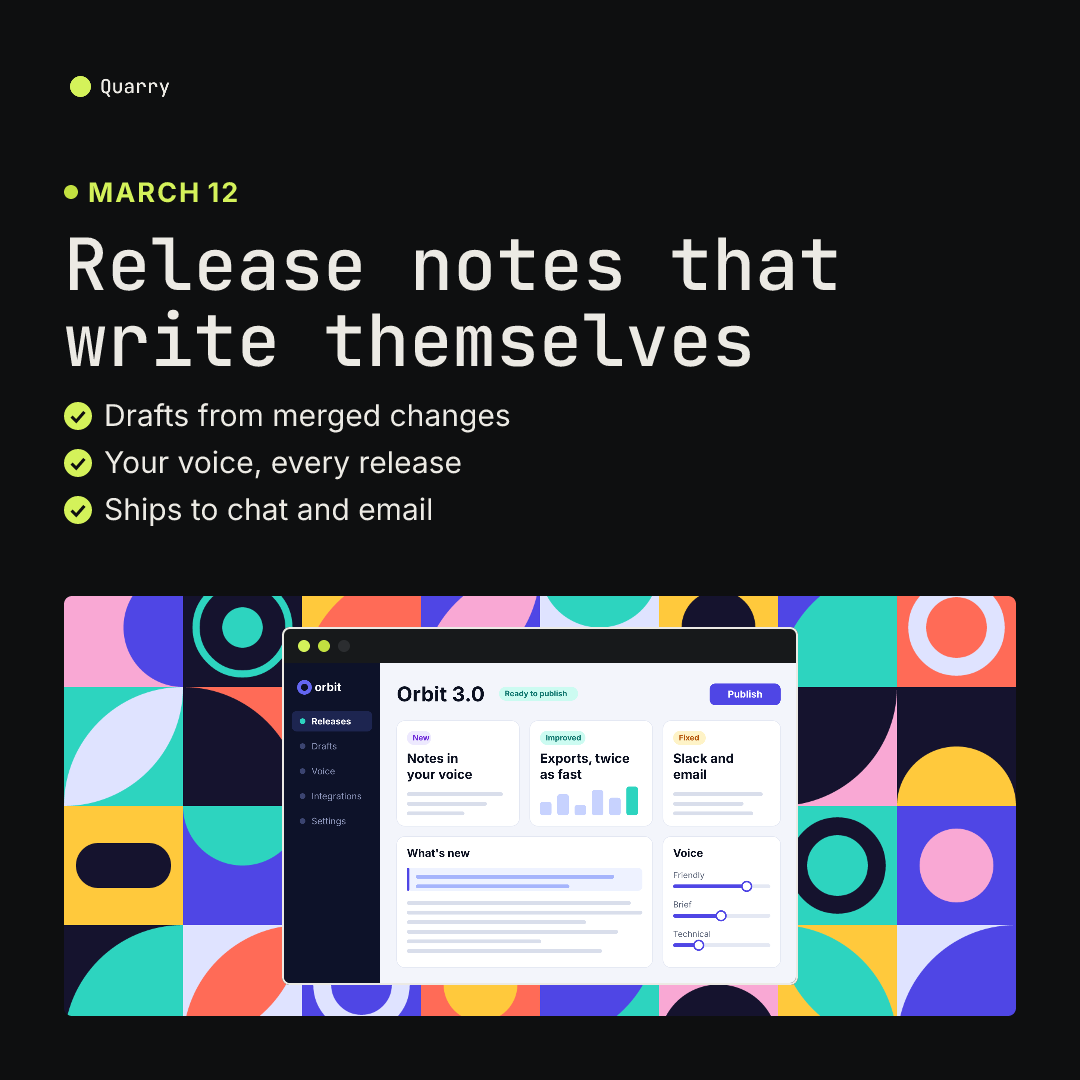 Quarry
MARCH 12
Release notes that
write themselves
Drafts from merged changes
Your voice, every release
Ships to chat and email
orbit
Releases
Drafts
Voice
Integrations
Settings
Orbit 3.0
Ready to publish
Publish
New
Notes in
your voice
Improved
Exports, twice
as fast
Fixed
Slack and
email
What's new
Voice
Friendly
Brief
Technical